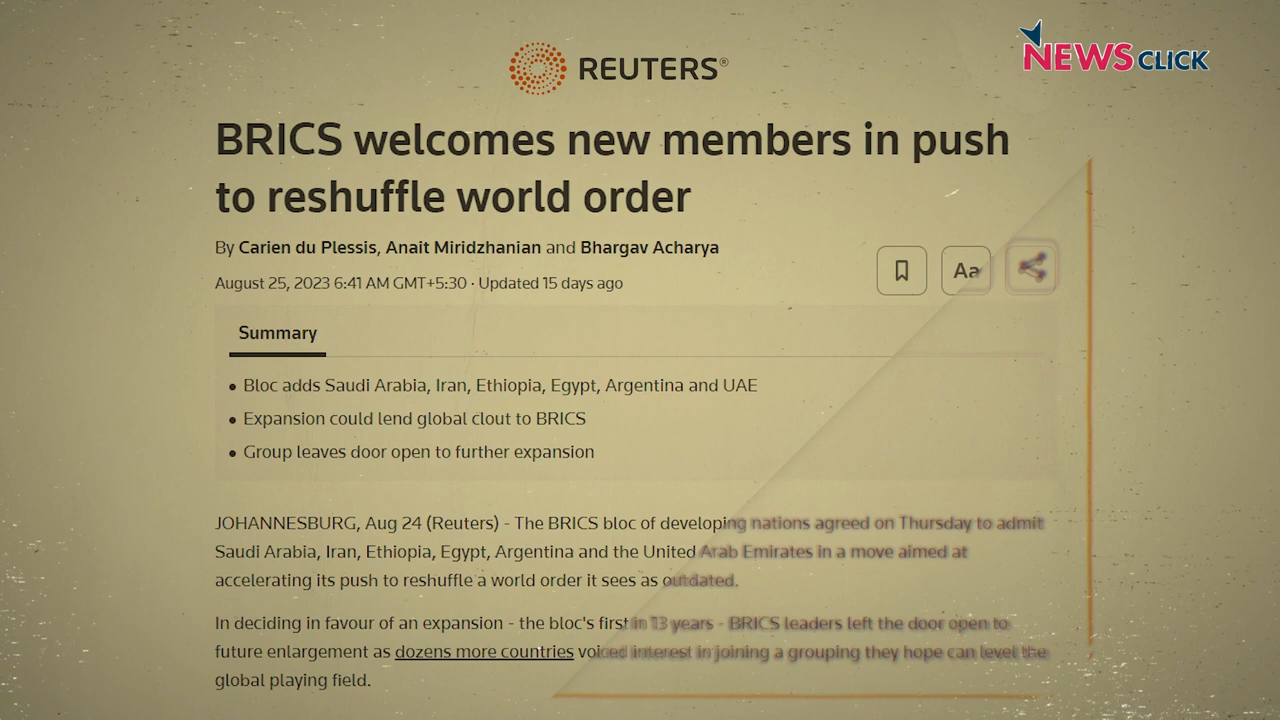 NEWSCLICK
REUTERS®
BRICS welcomes new members in push
to reshuffle world order
By Carien du Plessis, Anait Miridzhanian and Bhargav Acharya
August 25, 2023 6:41 AM GMT+5:30 · Updated 15 days ago
Aa
Summary
• Bloc adds Saudi Arabia, Iran, Ethiopia, Egypt, Argentina and UAE
• Expansion could lend global clout to BRICS
• Group leaves door open to further expansion
JOHANNESBURG, Aug 24 (Reuters) - The BRICS bloc of developing nations agreed on Thursday to admit
Saudi Arabia, Iran, Ethiopia, Egypt, Argentina and the United Arab Emirates in a move aimed at
accelerating its push to reshuffle a world order it sees as outdated.
In deciding in favour of an expansion - the bloc's first in 13 years - BRICS leaders left the door open to
future enlargement as dozens more countries voiced interest in joining a grouping they hope can level the
global playing field.